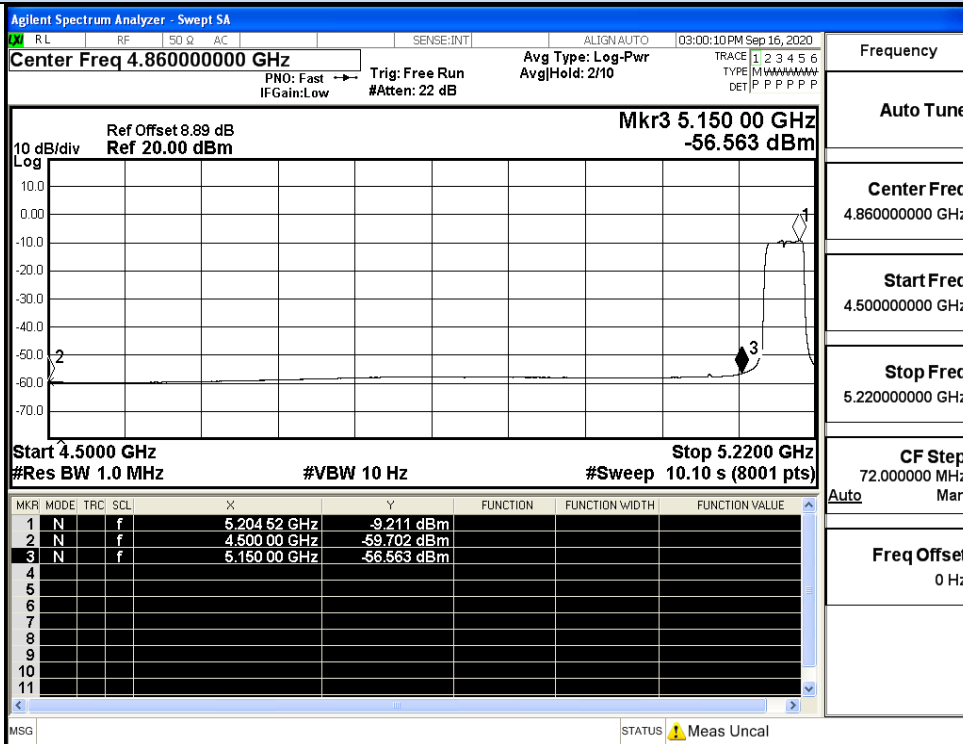 Agilent Spectrum Analyzer - Swept SA
LXI RL RF 50 Ω AC SENSE:INT ALIGN AUTO 03:00:10 PM Sep 16, 2020
Center Freq 4.860000000 GHz
PNO: Fast
IFGain:Low
Trig: Free Run
#Atten: 22 dB
Avg Type: Log-Pwr
Avg|Hold: 2/10
TRACE 1 2 3 4 5 6
TYPE M WWWWW
DET P P P P P P
Mkr3 5.150 00 GHz
-56.563 dBm
Ref Offset 8.89 dB
10 dB/div Ref 20.00 dBm
Log
10.0
0.00
-10.0
-20.0
-30.0
-40.0
-50.0
-60.0
-70.0
1
2
3
Start 4.5000 GHz Stop 5.2200 GHz
#Res BW 1.0 MHz #VBW 10 Hz #Sweep 10.10 s (8001 pts)
MKR MODE TRC SCL X Y FUNCTION FUNCTION WIDTH FUNCTION VALUE
1 N f 5.204 52 GHz -9.211 dBm
2 N f 4.500 00 GHz -59.702 dBm
3 N f 5.150 00 GHz -56.563 dBm
4
5
6
7
8
9
10
11
MSG STATUS Meas Uncal
Frequency
Auto Tune
Center Freq
4.860000000 GHz
Start Freq
4.500000000 GHz
Stop Freq
5.220000000 GHz
CF Step
72.000000 MHz
Auto Man
Freq Offset
0 Hz